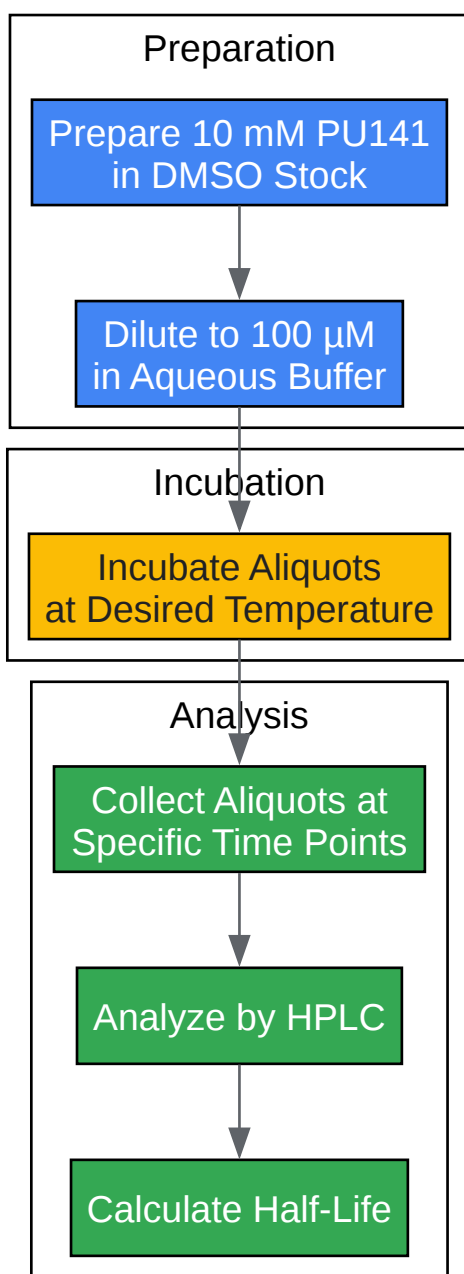 Preparation
Prepare 10 mM PU141
in DMSO Stock
Dilute to 100 µM
in Aqueous Buffer
Incubation
Incubate Aliquots
at Desired Temperature
Analysis
Collect Aliquots at
Specific Time Points
Analyze by HPLC
Calculate Half-Life